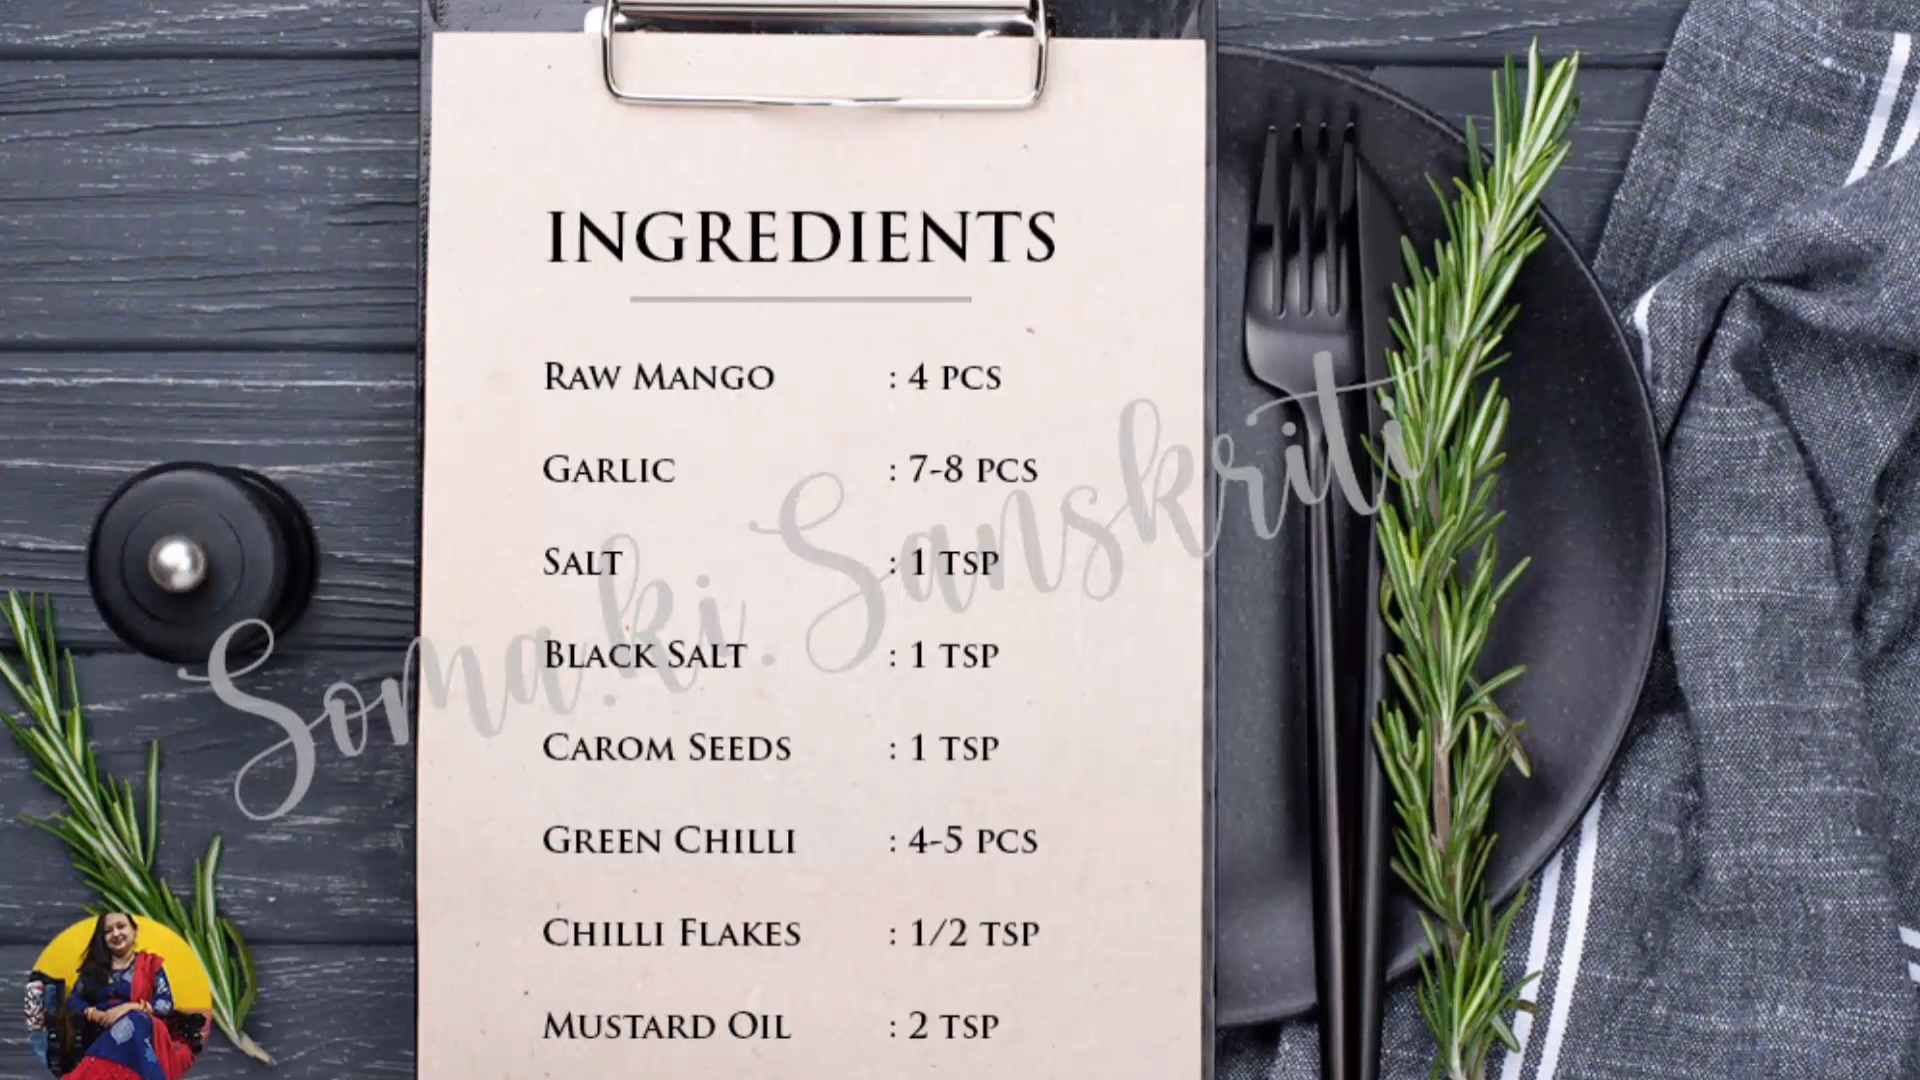 INGREDIENTS
RAW MANGO : 4 PCS
GARLIC : 7-8 PCS
SALT : 1 TSP
BLACK SALT : 1 TSP
CAROM SEEDS : 1 TSP
GREEN CHILLI : 4-5 PCS
CHILLI FLAKES : 1/2 TSP
MUSTARD OIL : 2 TSP
Soma.ki.Sanskriti